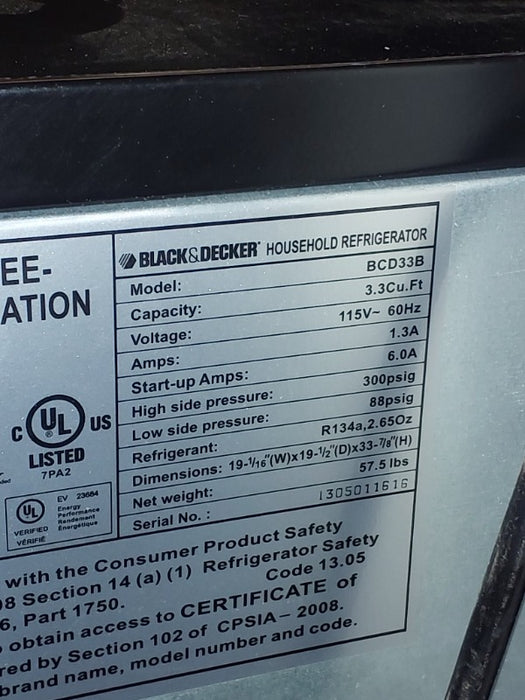 EE-
ATION
C UL US
LISTED
7PA2
UL
VERIFIED
VÉRIFIÉ
EV 23684
Energy
Performance
Rendement
Énergétique
BLACK&DECKER HOUSEHOLD REFRIGERATOR
Model: BCD33B
Capacity: 3.3Cu.Ft
Voltage: 115V~ 60Hz
Amps: 1.3A
Start-up Amps: 6.0A
High side pressure: 300psig
Low side pressure: 88psig
Refrigerant: R134a,2.65Oz
Dimensions: 19-1/16"(W)x19-1/2"(D)x33-7/8"(H)
Net weight: 57.5 lbs
Serial No. : 1305011616
with the Consumer Product Safety
08 Section 14 (a) (1) Refrigerator Safety
6, Part 1750. Code 13.05
obtain access to CERTIFICATE of
red by Section 102 of CPSIA– 2008.
brand name, model number and code.